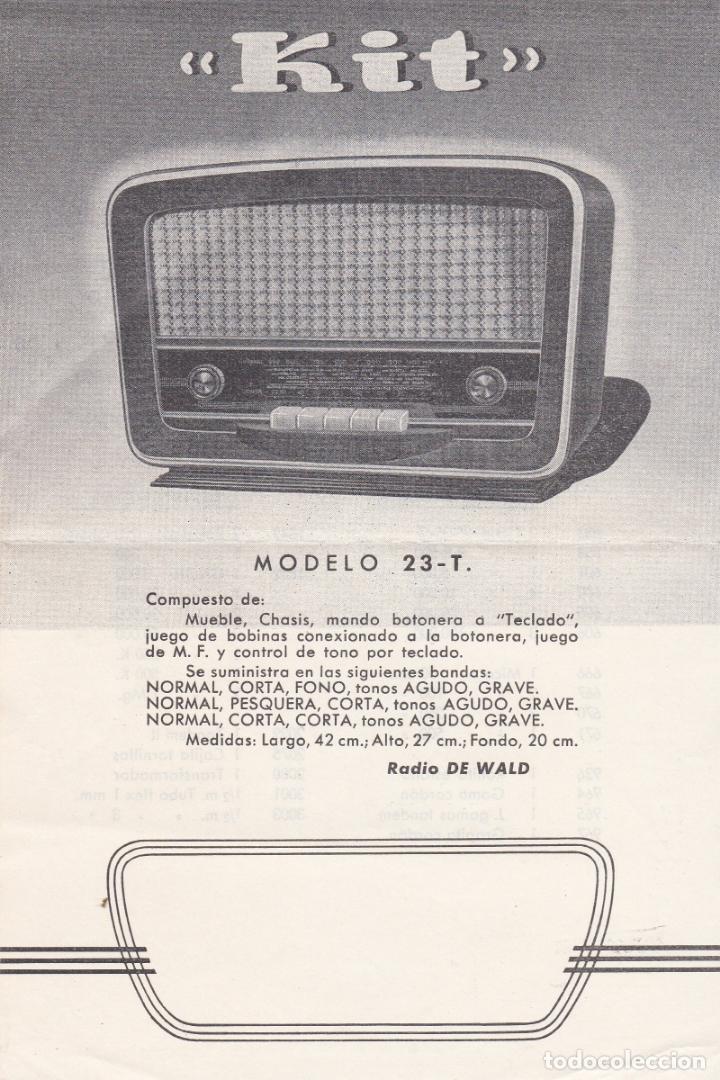 «Kit»
MODELO 23-T.
Compuesto de:
Mueble, Chasis, mando botonera a "Teclado",
juego de bobinas conexionado a la botonera, juego
de M. F. y control de tono por teclado.
Se suministra en las siguientes bandas:
NORMAL, CORTA, FONO, tonos AGUDO, GRAVE.
NORMAL, PESQUERA, CORTA, tonos AGUDO, GRAVE.
NORMAL, CORTA, CORTA, tonos AGUDO, GRAVE.
Medidas: Largo, 42 cm.; Alto, 27 cm.; Fondo, 20 cm.
Radio DE WALD
todocoleccion